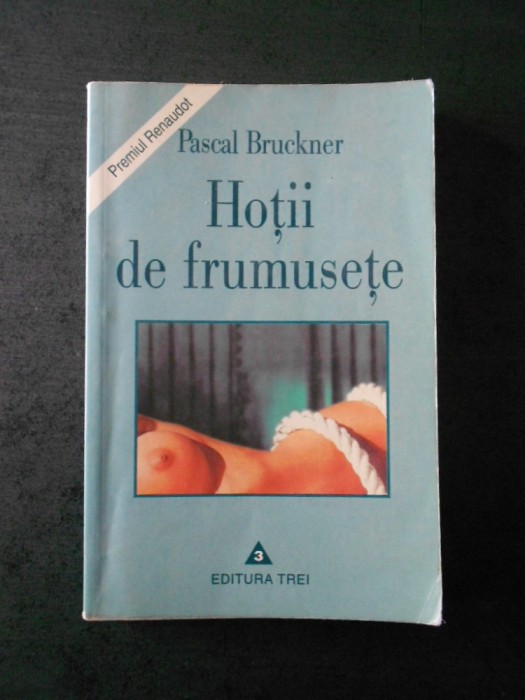 Premiul Renaudot
Pascal Bruckner
Hoții
de frumusețe
3
EDITURA TREI